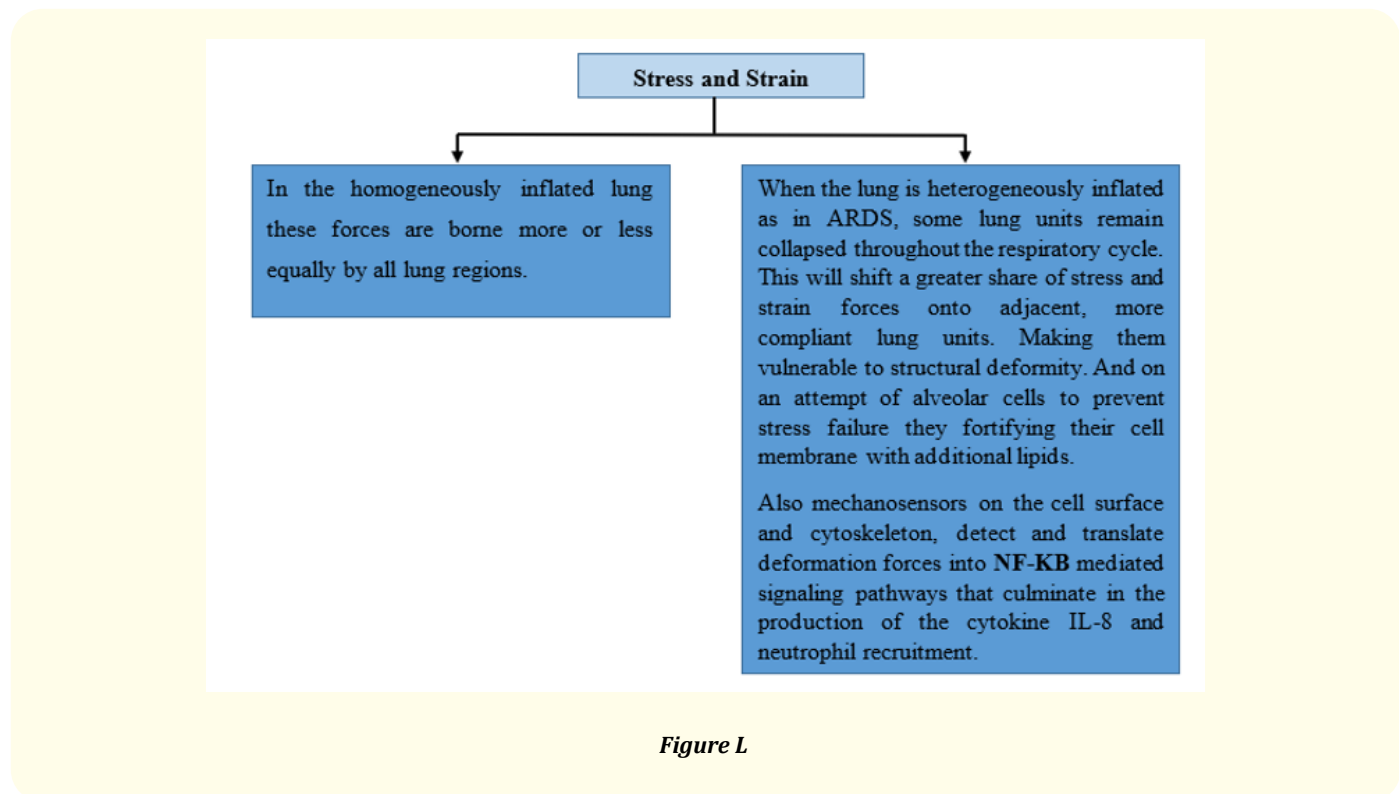 Stress and Strain
In the homogeneously inflated lung
these forces are borne more or less
equally by all lung regions.
When the lung is heterogeneously inflated
as in ARDS, some lung units remain
collapsed throughout the respiratory cycle.
This will shift a greater share of stress and
strain forces onto adjacent, more
compliant lung units. Making them
vulnerable to structural deformity. And on
an attempt of alveolar cells to prevent
stress failure they fortifying their cell
membrane with additional lipids.
Also mechanosensors on the cell surface
and cytoskeleton, detect and translate
deformation forces into NF-KB mediated
signaling pathways that culminate in the
production of the cytokine IL-8 and
neutrophil recruitment.
Figure L